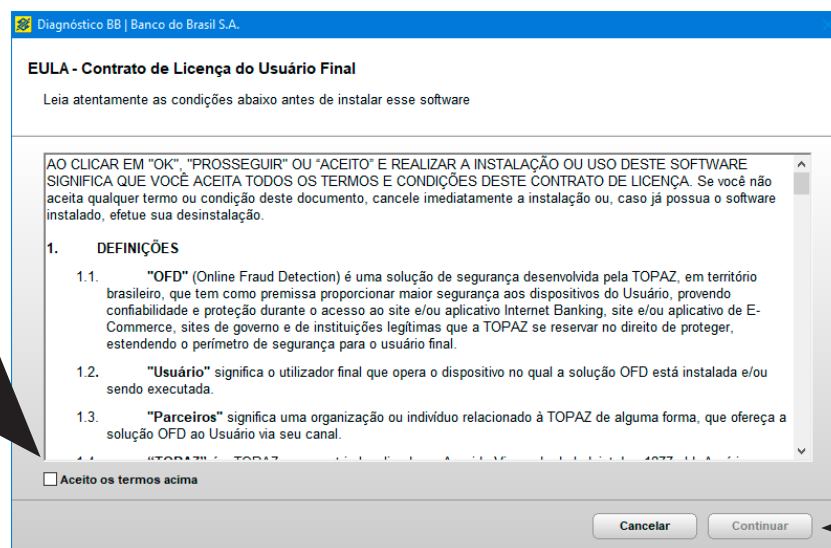 Diagnóstico BB | Banco do Brasil S.A.
EULA - Contrato de Licença do Usuário Final
Leia atentamente as condições abaixo antes de instalar esse software
AO CLICAR EM "OK", "PROSSEGUIR" OU “ACEITO” E REALIZAR A INSTALAÇÃO OU USO DESTE SOFTWARE
SIGNIFICA QUE VOCÊ ACEITA TODOS OS TERMOS E CONDIÇÕES DESTE CONTRATO DE LICENÇA. Se você não
aceita qualquer termo ou condição deste documento, cancele imediatamente a instalação ou, caso já possua o software
instalado, efetue sua desinstalação.
1. DEFINIÇÕES
1.1. "OFD" (Online Fraud Detection) é uma solução de segurança desenvolvida pela TOPAZ, em território
brasileiro, que tem como premissa proporcionar maior segurança aos dispositivos do Usuário, provendo
confiabilidade e proteção durante o acesso ao site e/ou aplicativo Internet Banking, site e/ou aplicativo de E-
Commerce, sites de governo e de instituições legítimas que a TOPAZ se reservar no direito de proteger,
estendendo o perímetro de segurança para o usuário final.
1.2. "Usuário" significa o utilizador final que opera o dispositivo no qual a solução OFD está instalada e/ou
sendo executada.
1.3. "Parceiros" significa uma organização ou indivíduo relacionado à TOPAZ de alguma forma, que ofereça a
solução OFD ao Usuário via seu canal.
Aceito os termos acima
Cancelar Continuar